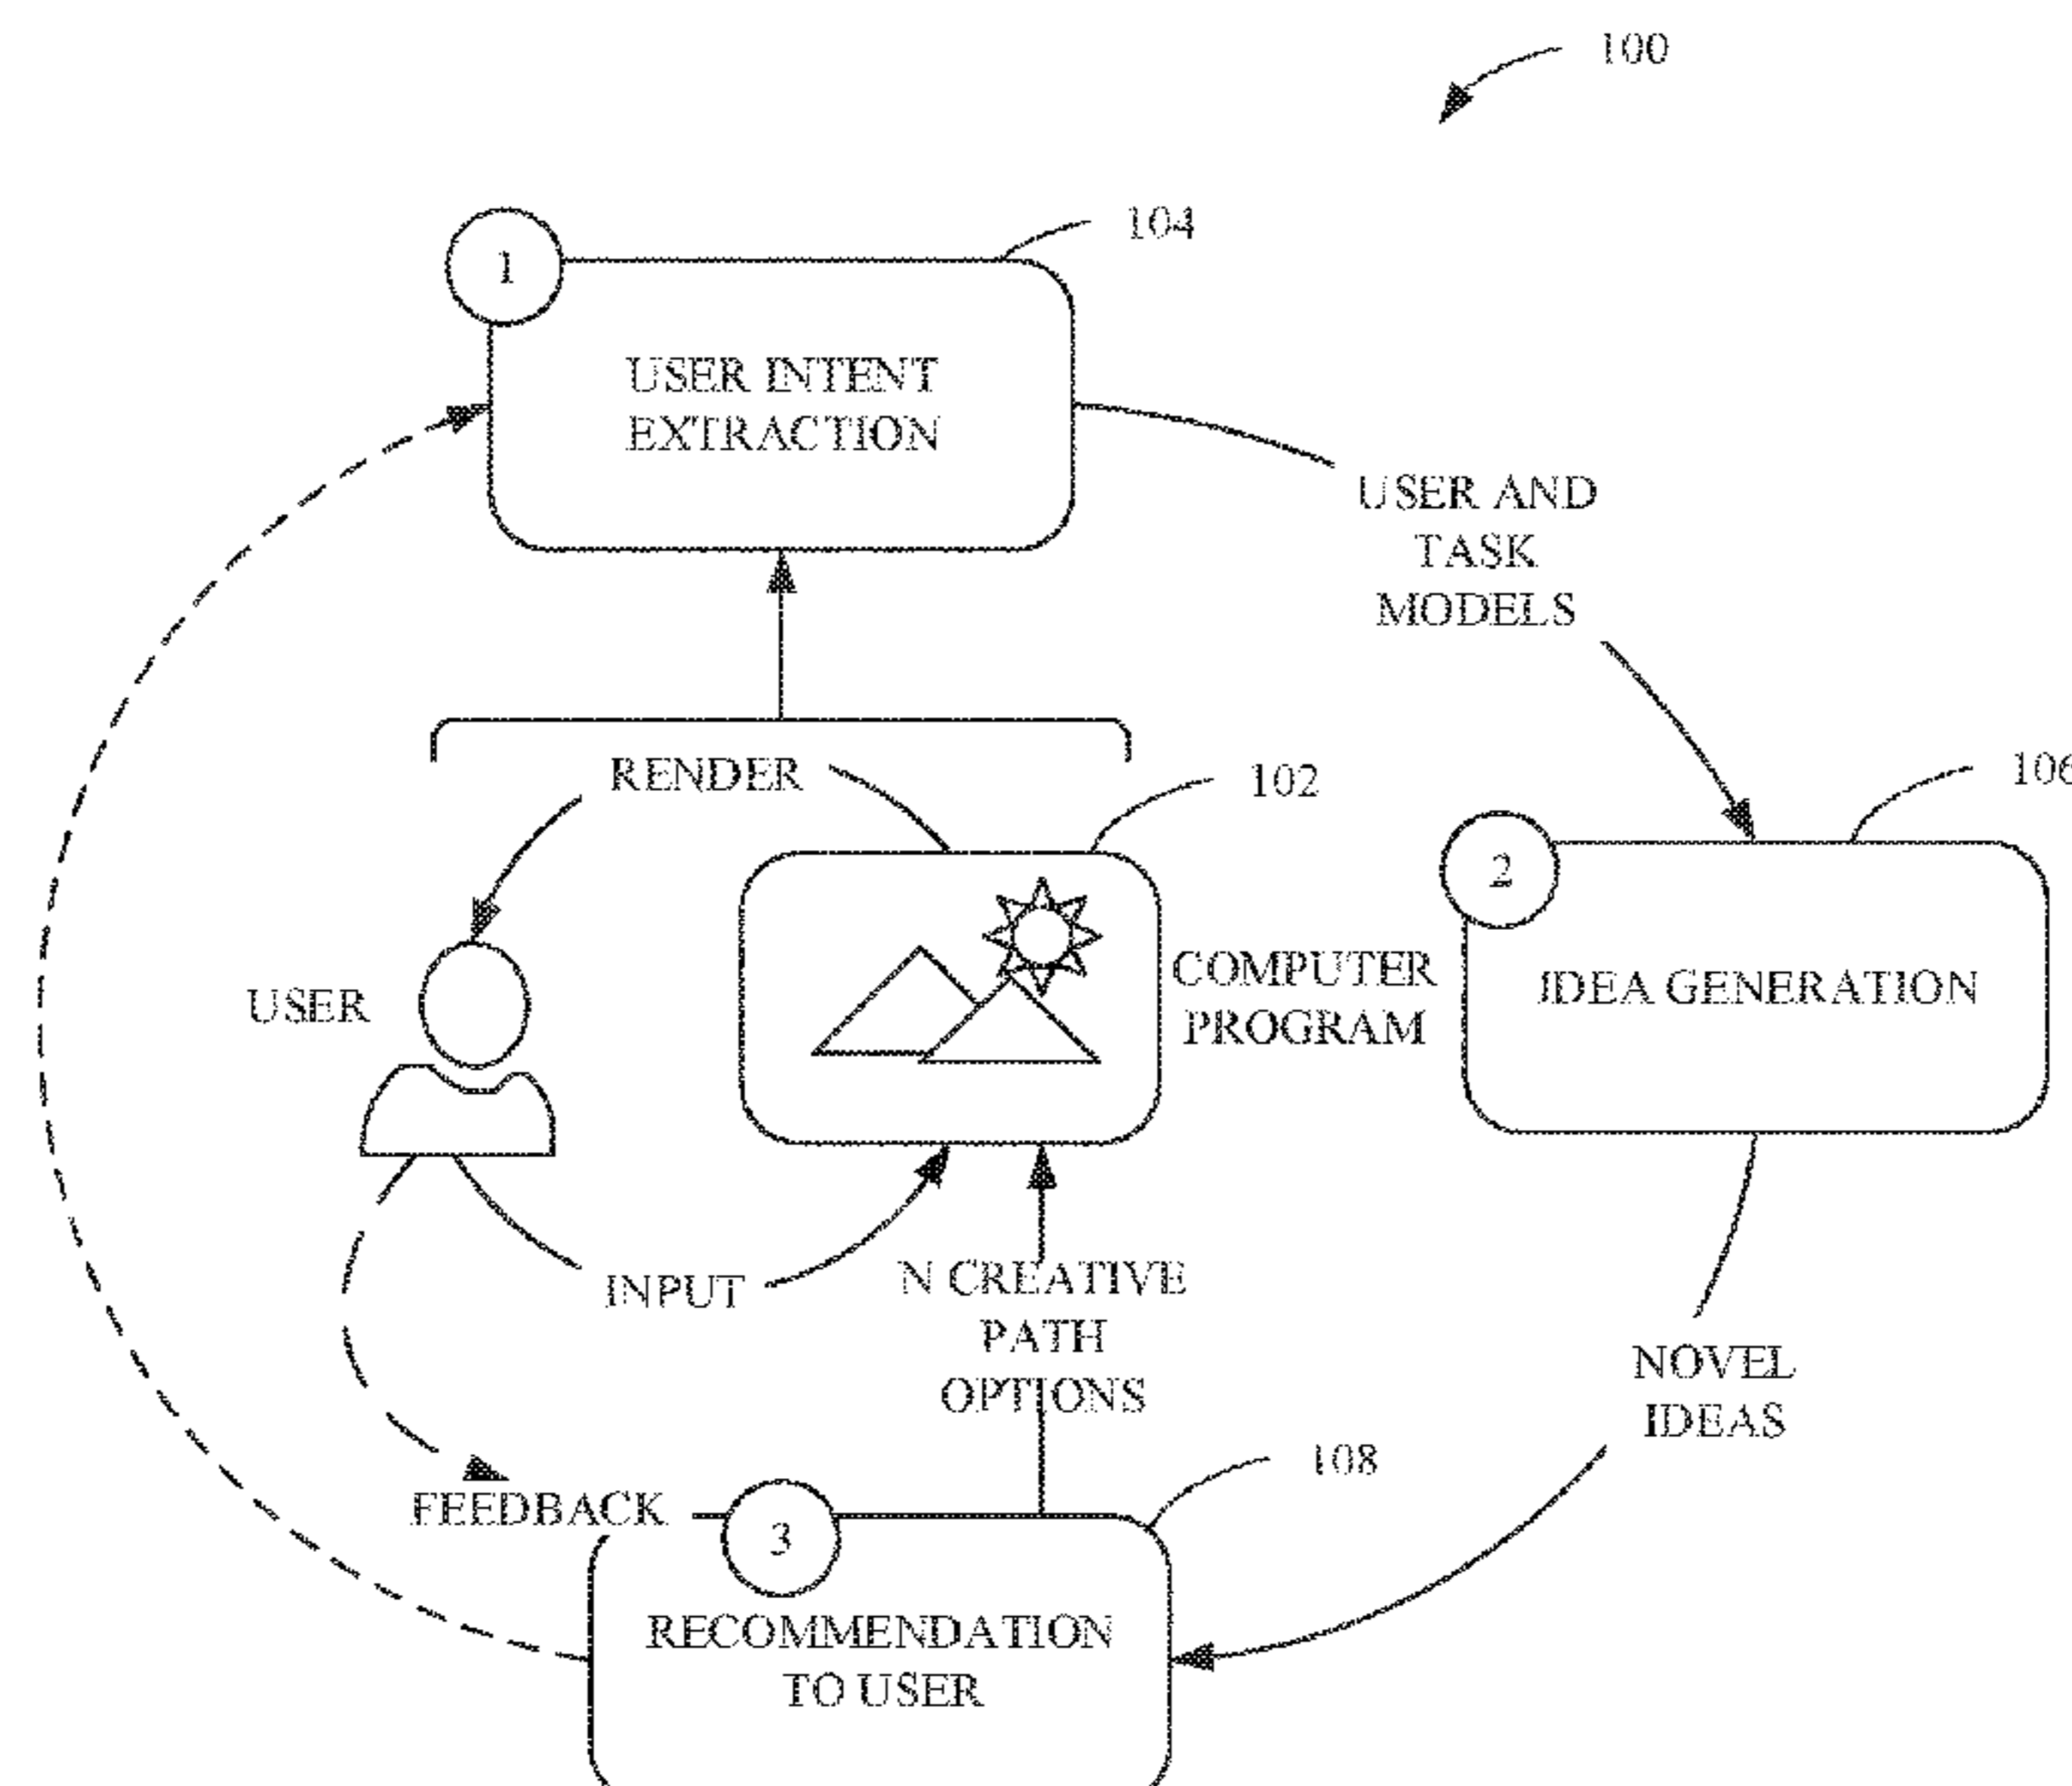 100
104
1
USER INTENT
EXTRACTION
USER AND
TASK
MODELS
RENDER
102
106
2
USER
COMPUTER
PROGRAM
IDEA GENERATION
INPUT
N CREATIVE
PATH
OPTIONS
NOVEL
IDEAS
108
FEEDBACK
3
RECOMMENDATION
TO USER